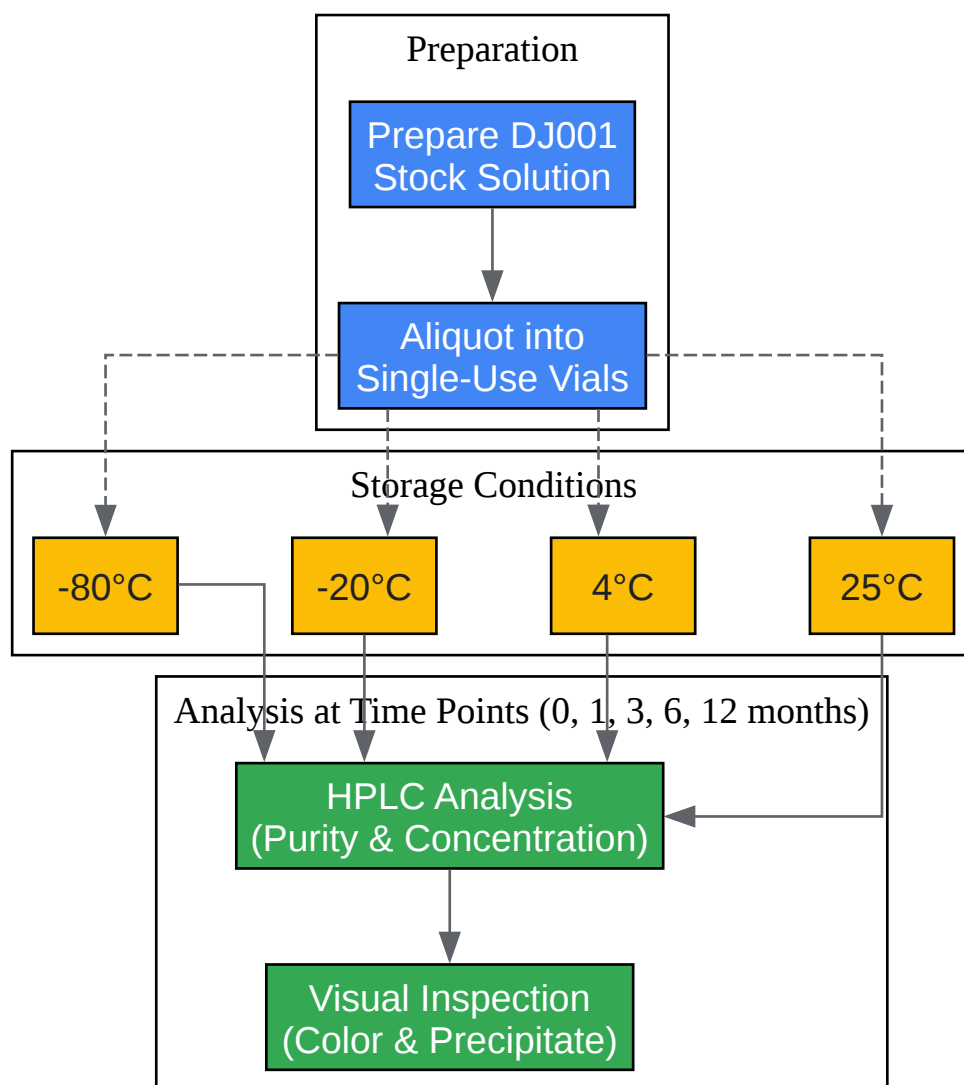 Preparation
Prepare DJ001
Stock Solution
Aliquot into
Single-Use Vials
Storage Conditions
-80°C
-20°C
4°C
25°C
Analysis at Time Points (0, 1, 3, 6, 12 months)
HPLC Analysis
(Purity & Concentration)
Visual Inspection
(Color & Precipitate)